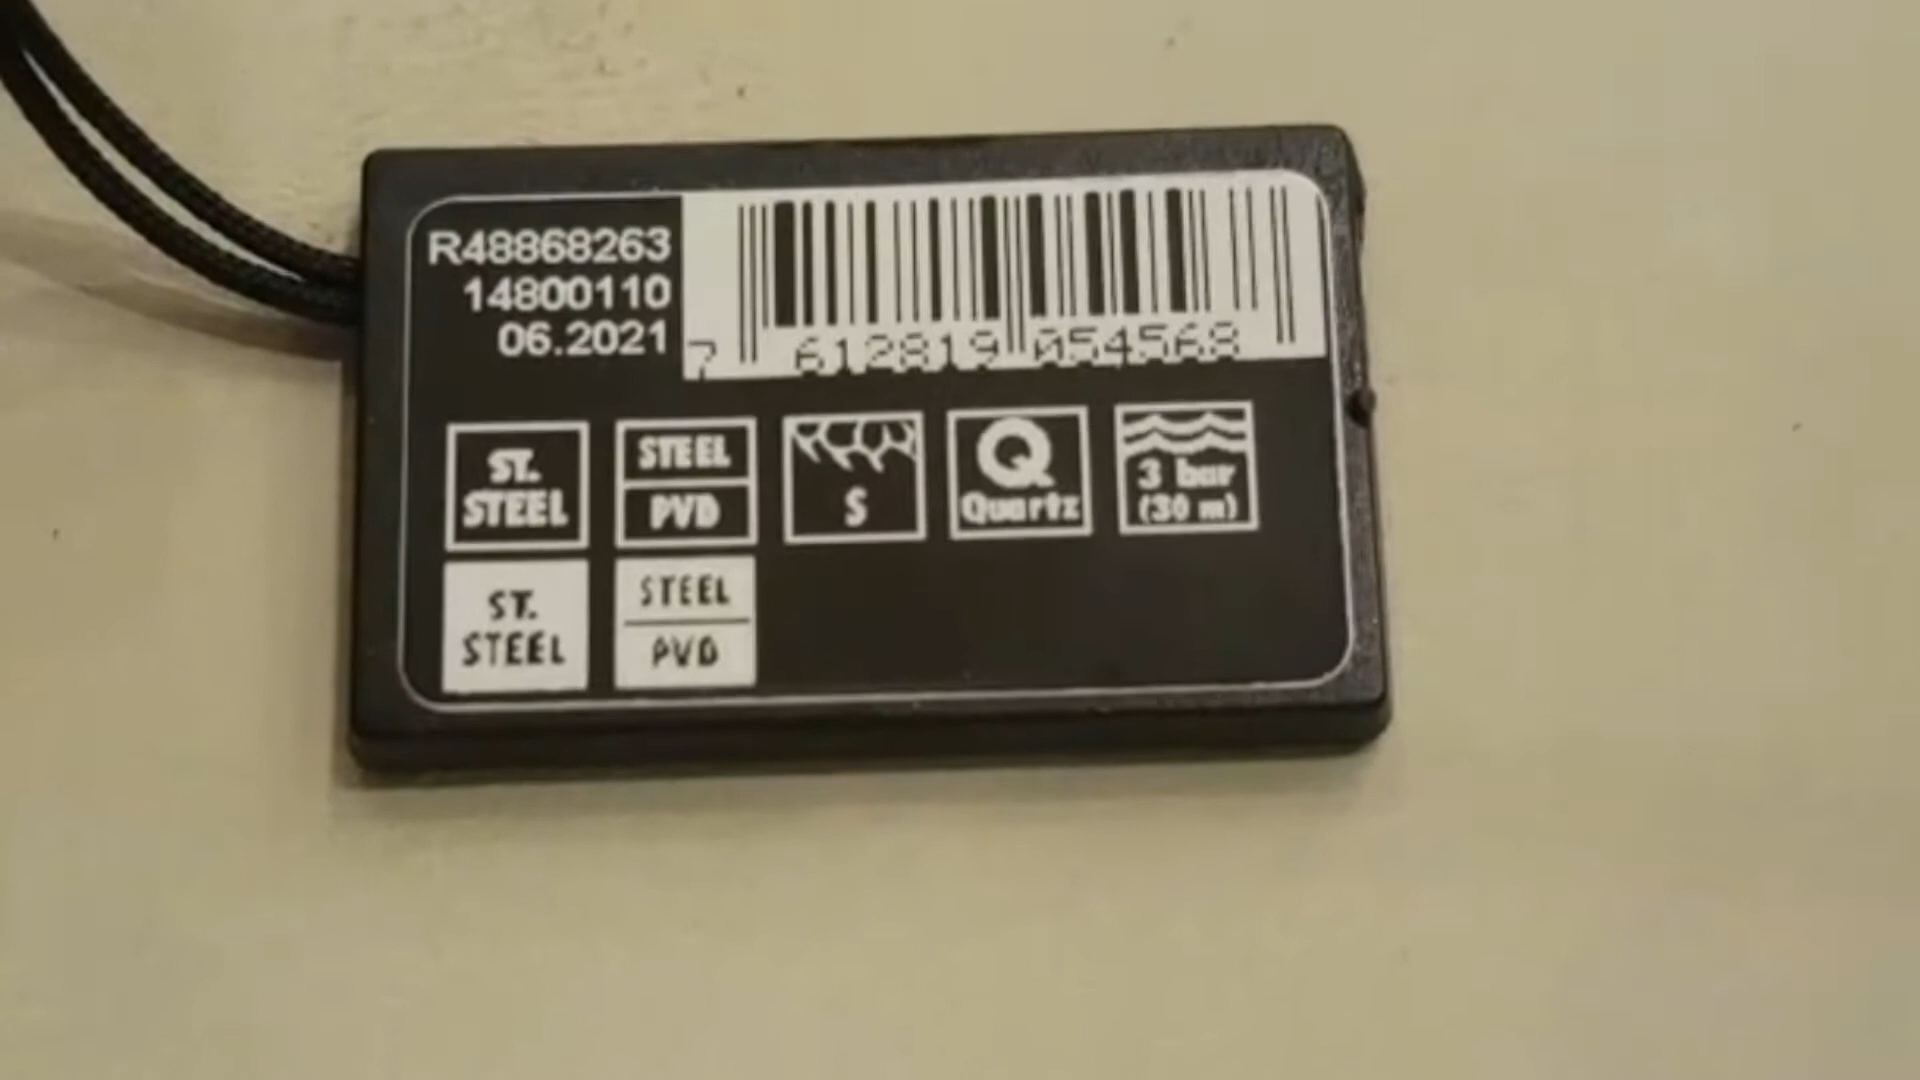 R48868263
14800110
06.2021
7 612819 054568
ST.
STEEL
STEEL
PVD
S
Q
Quartz
3 bar
(30 m)
ST.
STEEL
STEEL
PVD